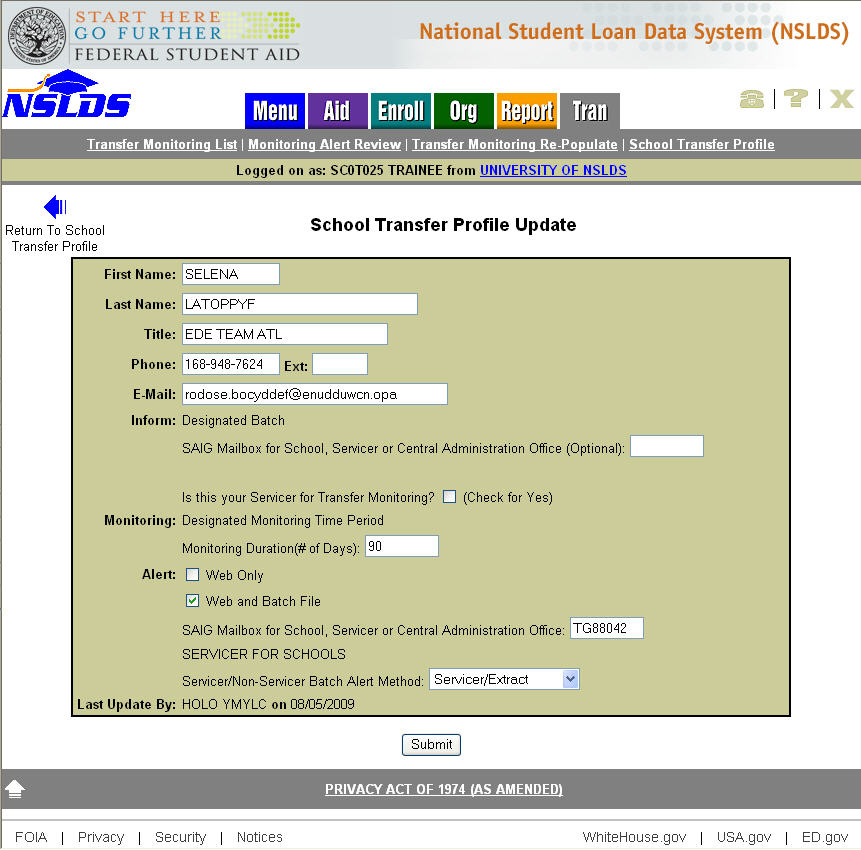 START HERE
GO FURTHER
FEDERAL STUDENT AID
National Student Loan Data System (NSLDS)
NSLDS
Menu Aid Enroll Org Report Tran
Transfer Monitoring List | Monitoring Alert Review | Transfer Monitoring Re-Populate | School Transfer Profile
Logged on as: SC0T025 TRAINEE from UNIVERSITY OF NSLDS
Return To School
Transfer Profile
School Transfer Profile Update
First Name: SELENA
Last Name: LATOPPYF
Title: EDE TEAM ATL
Phone: 168-948-7624 Ext:
E-Mail: rodose.bocyddef@enudduwcn.opa
Inform: Designated Batch
SAIG Mailbox for School, Servicer or Central Administration Office (Optional):
Is this your Servicer for Transfer Monitoring? (Check for Yes)
Monitoring: Designated Monitoring Time Period
Monitoring Duration(# of Days): 90
Alert: Web Only
Web and Batch File
SAIG Mailbox for School, Servicer or Central Administration Office: TG88042
SERVICER FOR SCHOOLS
Servicer/Non-Servicer Batch Alert Method: Servicer/Extract
Last Update By: HOLO YMYLC on 08/05/2009
Submit
PRIVACY ACT OF 1974 (AS AMENDED)
FOIA | Privacy | Security | Notices WhiteHouse.gov | USA.gov | ED.gov